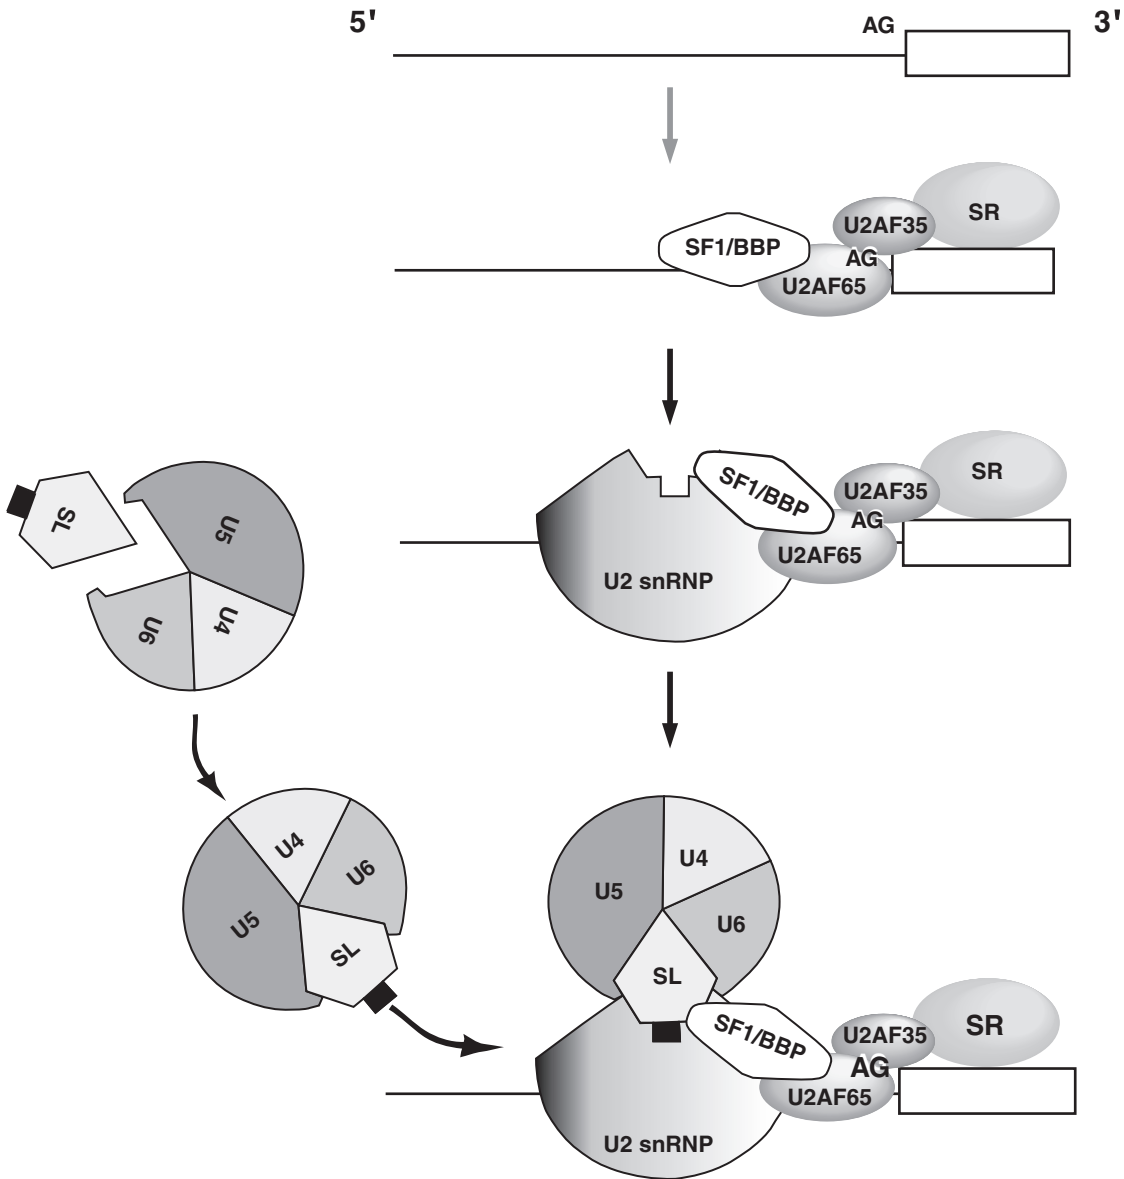 5'
AG
3'
SF1/BBP
U2AF35
SR
AG
U2AF65
SL
U5
U6
U4
SF1/BBP
U2AF35
SR
AG
U2AF65
U2 snRNP
U4
U6
U5
SL
U5
U4
U6
SL
SF1/BBP
U2AF35
SR
AG
U2AF65
U2 snRNP